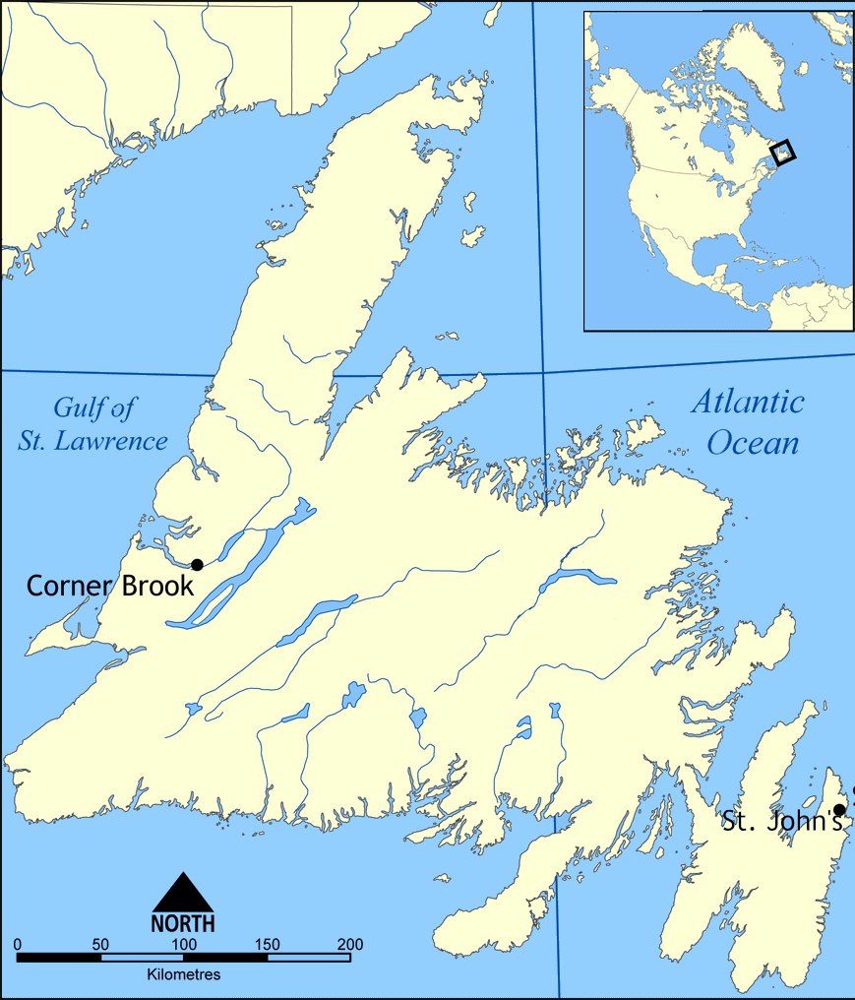 Gulf of
St. Lawrence
Atlantic
Ocean
Corner Brook
St. John's
NORTH
0 50 100 150 200
Kilometres